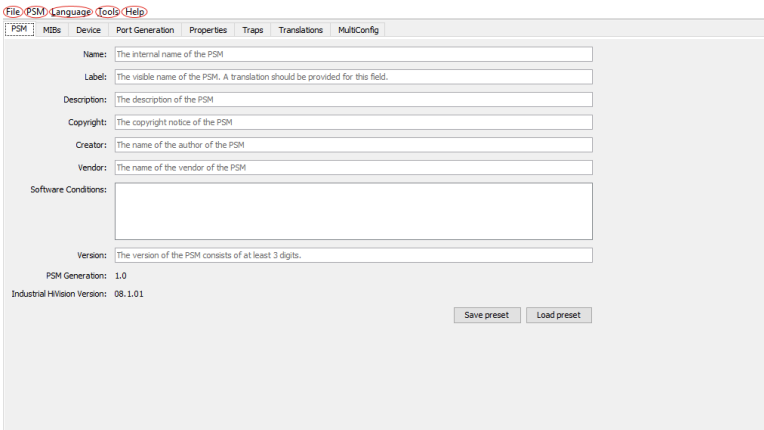 File PSM Language Tools Help
PSM MIBs Device Port Generation Properties Traps Translations MultiConfig
Name: The internal name of the PSM
Label: The visible name of the PSM. A translation should be provided for this field.
Description: The description of the PSM
Copyright: The copyright notice of the PSM
Creator: The name of the author of the PSM
Vendor: The name of the vendor of the PSM
Software Conditions:
Version: The version of the PSM consists of at least 3 digits.
PSM Generation: 1.0
Industrial HiVision Version: 08.1.01
Save preset Load preset